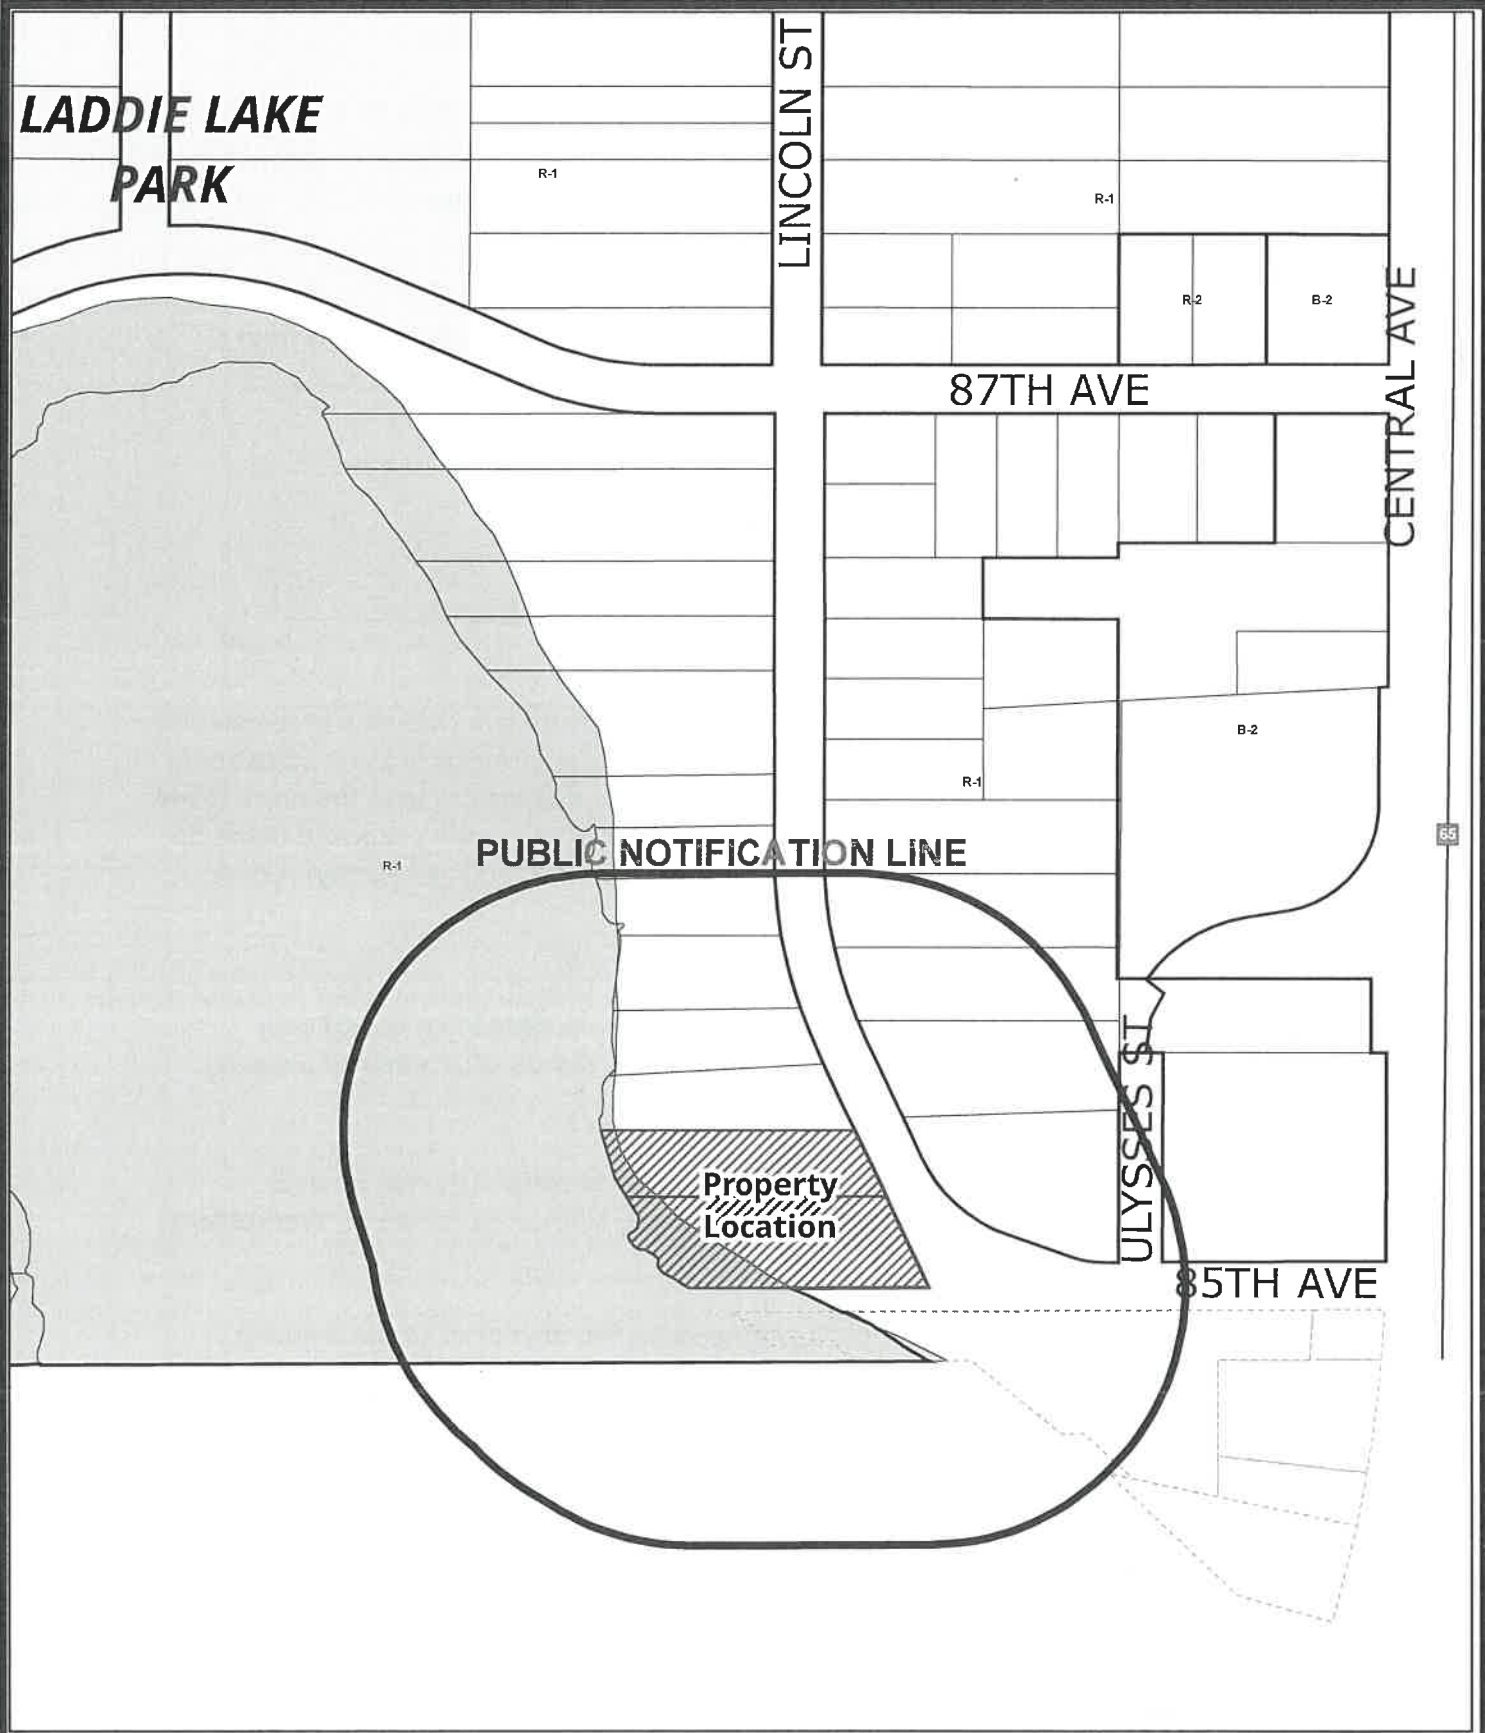 LINCOLN ST
LADDIE LAKE
PARK
R-1
R-1
R-2
B-2
CENTRAL AVE
87TH AVE
B-2
R-1
65
PUBLIC NOTIFICATION LINE
R-1
ULYSSES ST
Property
Location
85TH AVE